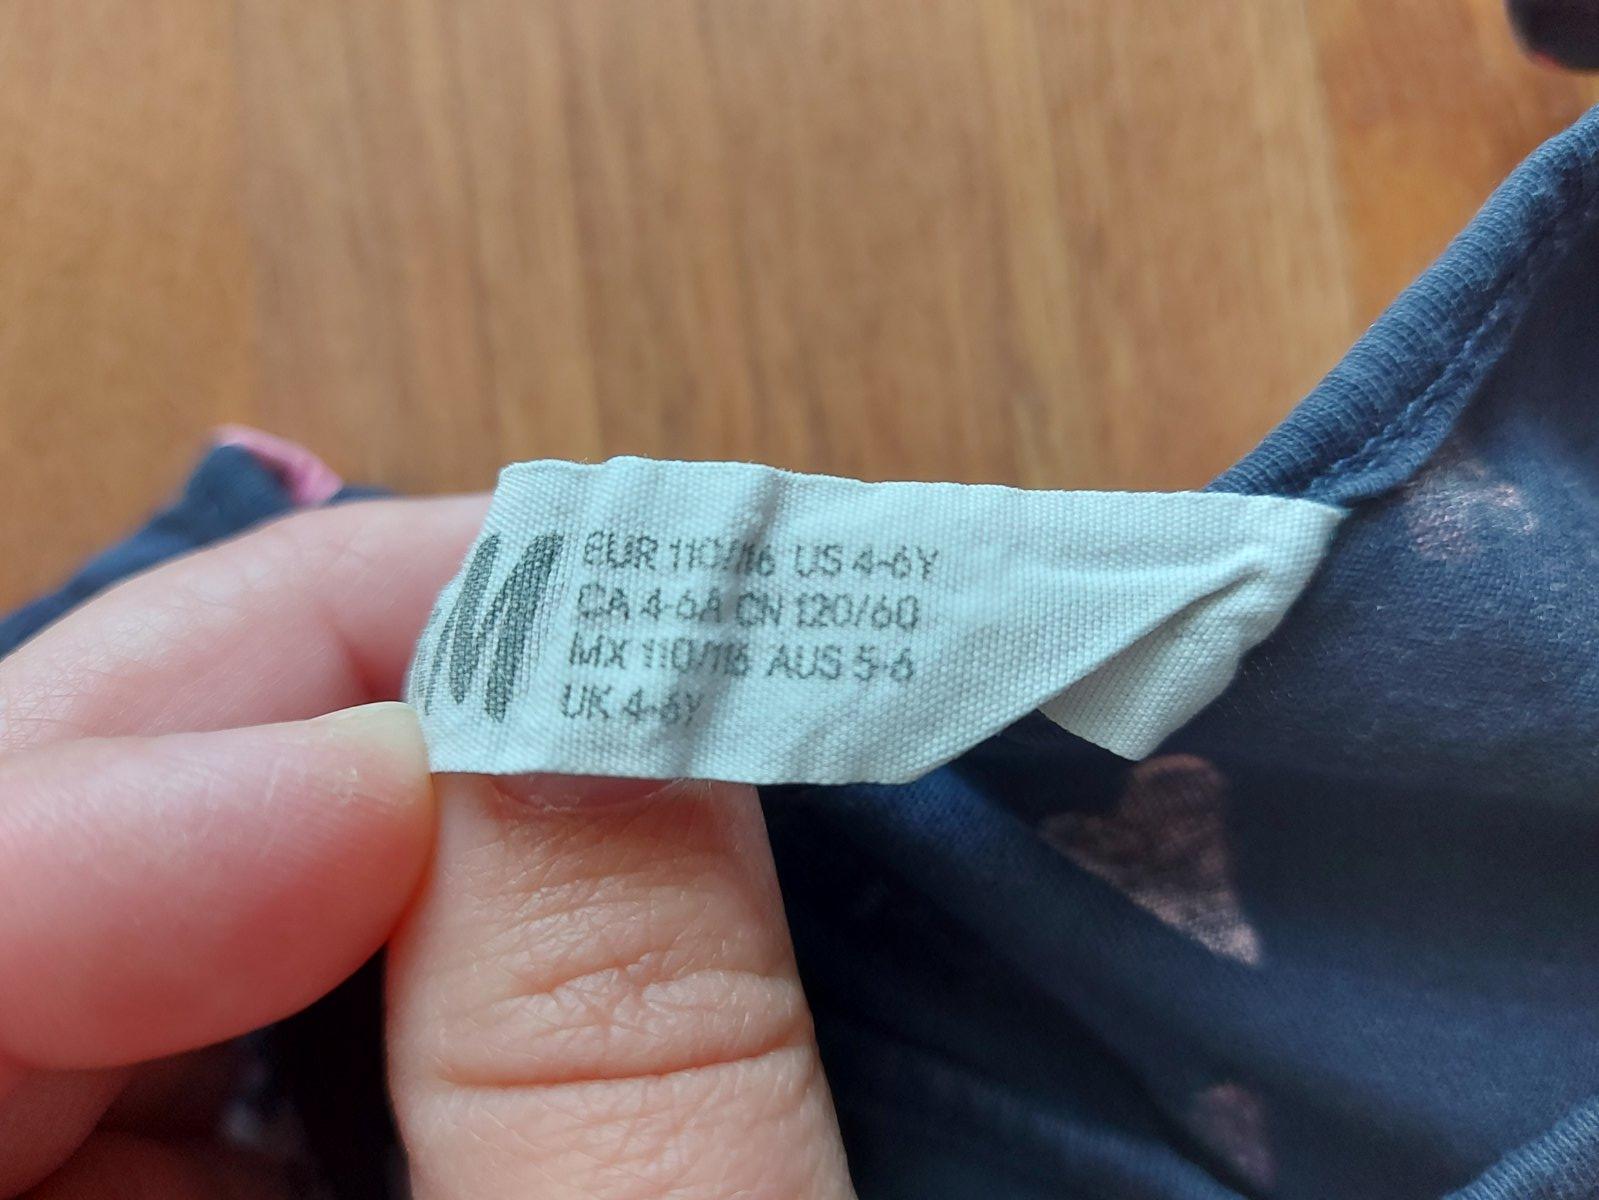 M
EUR 110/116 US 4-6Y
CA 4-6A CN 120/60
MX 110/116 AUS 5-6
UK 4-6Y